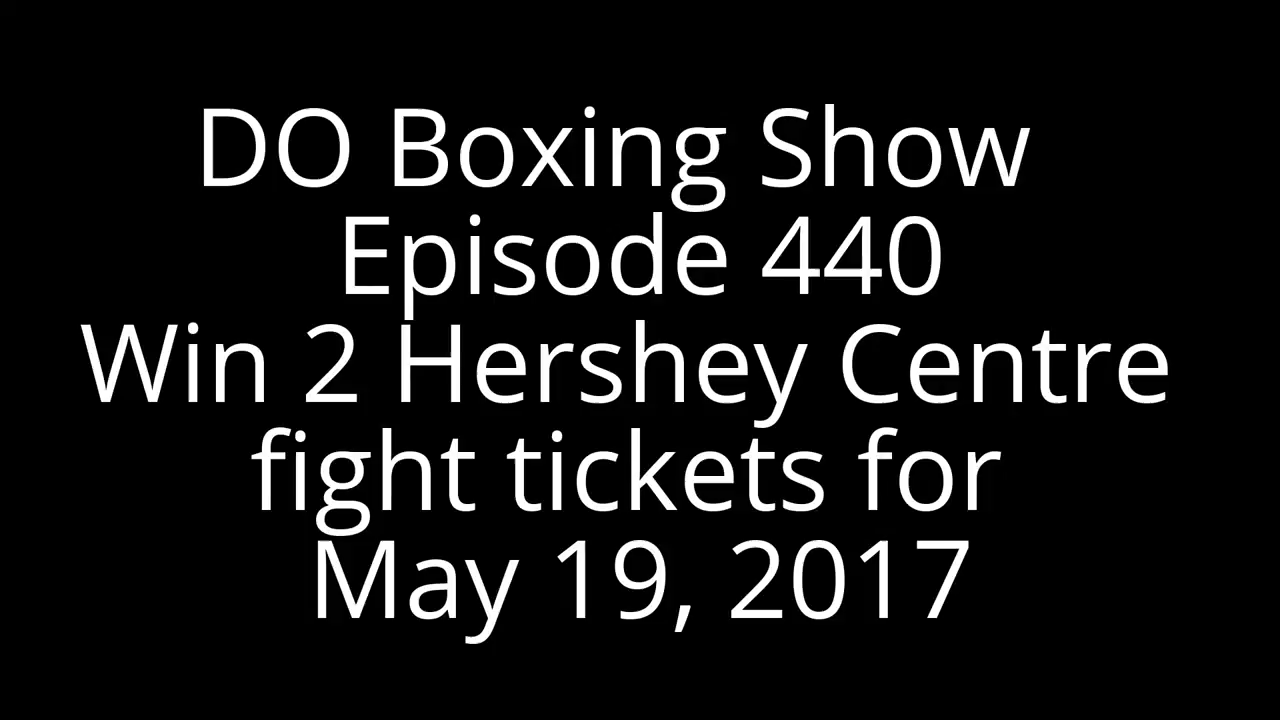 DO Boxing Show
Episode 440
Win 2 Hershey Centre
fight tickets for
May 19, 2017